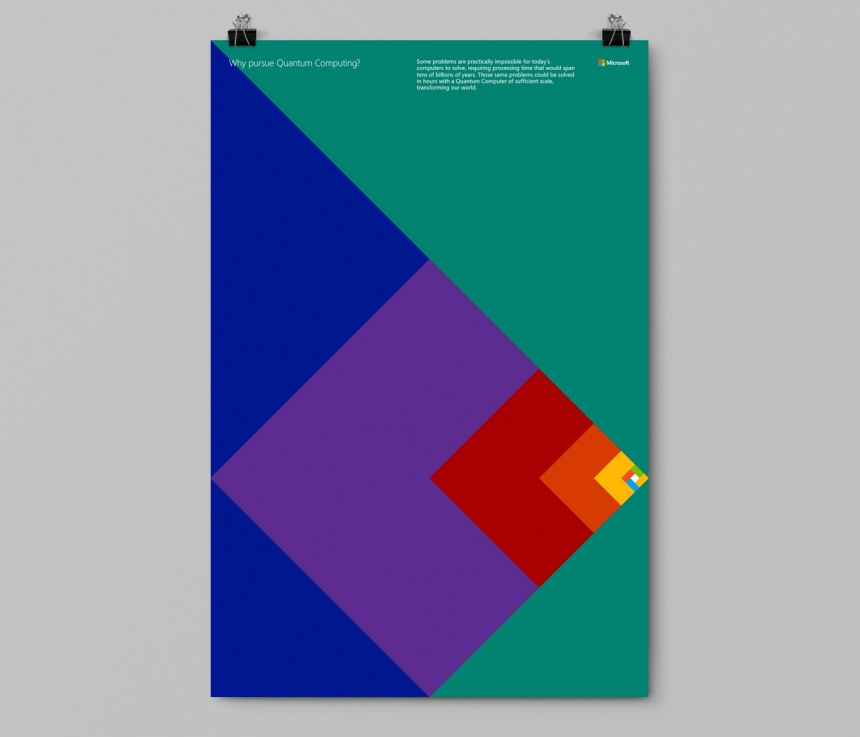 Why pursue Quantum Computing?
Some problems are practically impossible for today's
computers to solve, requiring processing time that would span
tens of billions of years. Those same problems could be solved
in hours with a Quantum Computer of sufficient scale,
transforming our world.
Microsoft